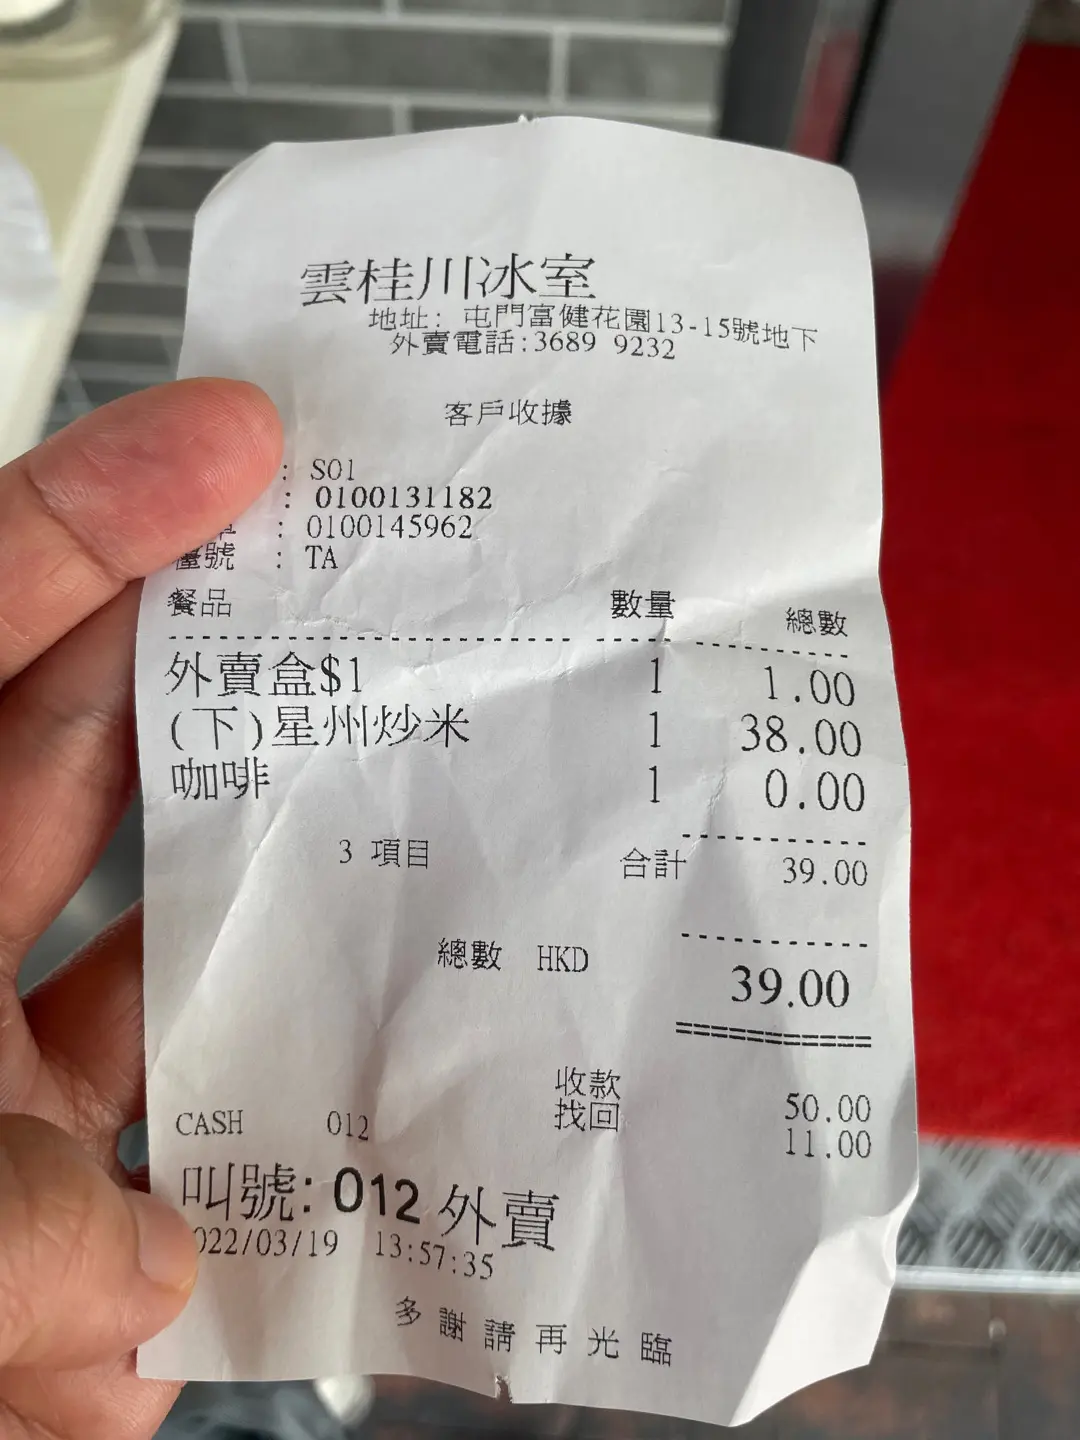 雲桂川冰室
地址: 屯門富健花園13-15號地下
外賣電話:3689 9232
客戶收據
: S01
: 0100131182
單 : 0100145962
檯號 : TA
餐品 數量 總數
外賣盒$1 1 1.00
(下)星州炒米 1 38.00
咖啡 1 0.00
3 項目 合計 39.00
總數 HKD 39.00
收款 50.00
CASH 012 找回 11.00
叫號: 012 外賣
022/03/19 13:57:35
多謝請再光臨